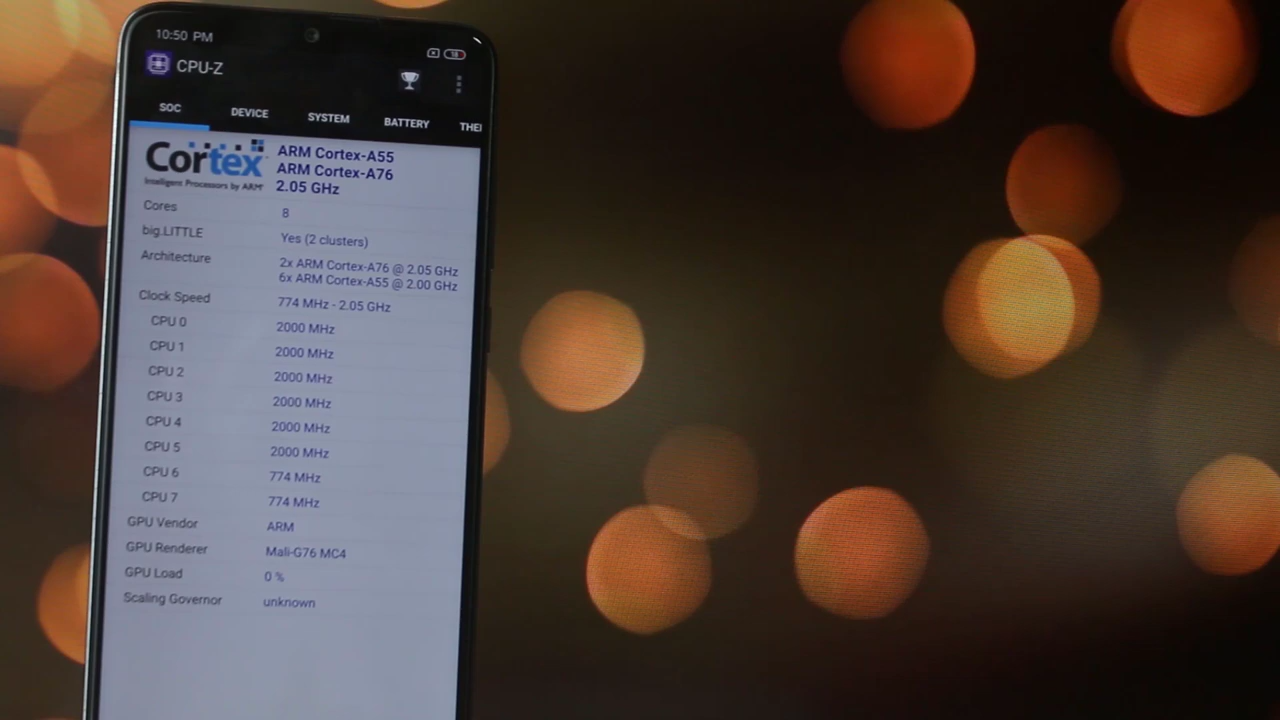 10:50 PM
18
CPU-Z
SOC
DEVICE
SYSTEM
BATTERY
THE
Cortex
Intelligent Processors by ARM
ARM Cortex-A55
ARM Cortex-A76
2.05 GHz
Cores 8
big.LITTLE Yes (2 clusters)
Architecture 2x ARM Cortex-A76 @ 2.05 GHz
6x ARM Cortex-A55 @ 2.00 GHz
Clock Speed 774 MHz - 2.05 GHz
CPU 0 2000 MHz
CPU 1 2000 MHz
CPU 2 2000 MHz
CPU 3 2000 MHz
CPU 4 2000 MHz
CPU 5 2000 MHz
CPU 6 774 MHz
CPU 7 774 MHz
GPU Vendor ARM
GPU Renderer Mali-G76 MC4
GPU Load 0 %
Scaling Governor unknown